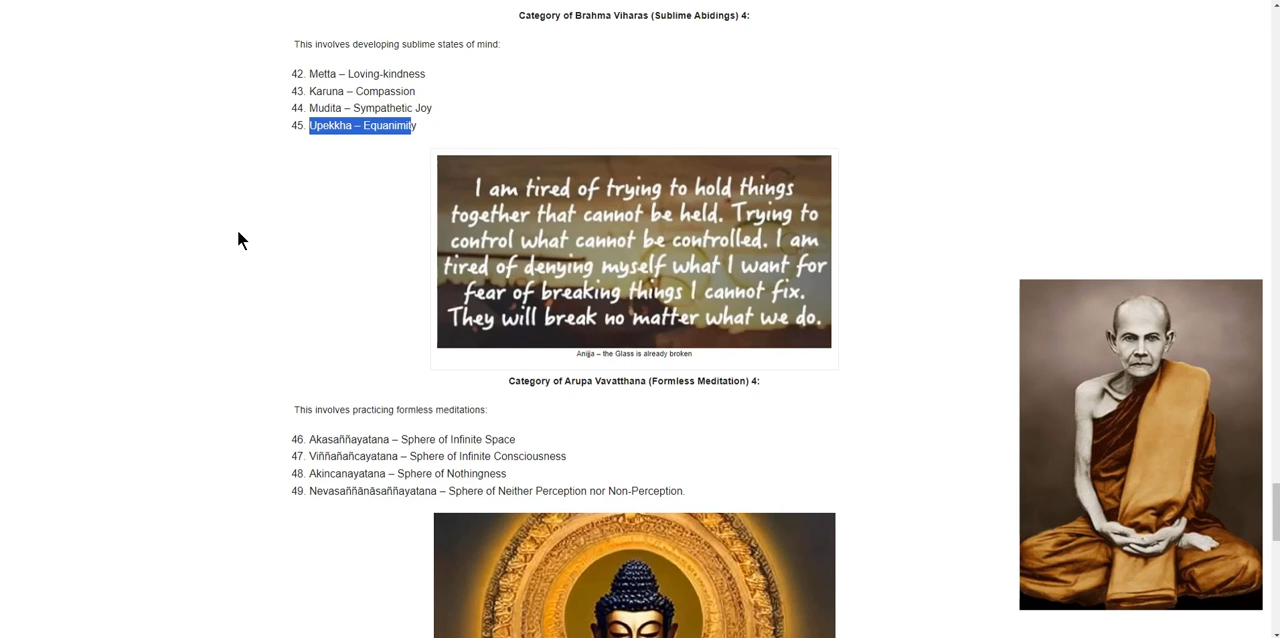 Category of Brahma Viharas (Sublime Abidings) 4:
This involves developing sublime states of mind:
42. Metta – Loving-kindness
43. Karuna – Compassion
44. Mudita – Sympathetic Joy
45. Upekkha – Equanimity
I am tired of trying to hold things
together that cannot be held. Trying to
control what cannot be controlled. I am
tired of denying myself what I want for
fear of breaking things I cannot fix.
They will break no matter what we do.
Anijja – the Glass is already broken
Category of Arupa Vavatthana (Formless Meditation) 4:
This involves practicing formless meditations:
46. Akasaññayatana – Sphere of Infinite Space
47. Viññañañcayatana – Sphere of Infinite Consciousness
48. Akincanayatana – Sphere of Nothingness
49. Nevasaññānāsaññayatana – Sphere of Neither Perception nor Non-Perception.